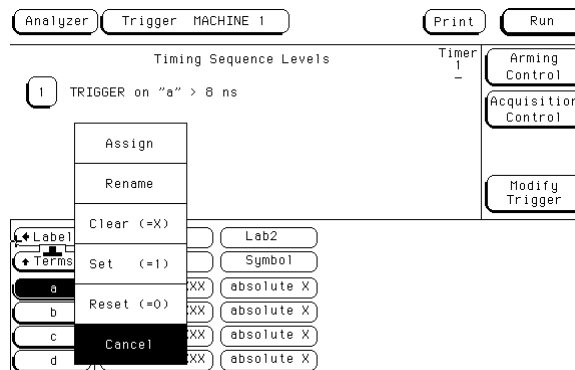 Analyzer Trigger MACHINE 1 Print Run
Timing Sequence Levels
Timer
1
-
Arming
Control
1 TRIGGER on "a" > 8 ns
Acquisition
Control
Modify
Trigger
Assign
Rename
Clear (=X)
Set (=1)
Reset (=0)
Cancel
Label Lab2
Terms Symbol
a XX absolute X
b XX absolute X
c XX absolute X
d XX absolute X